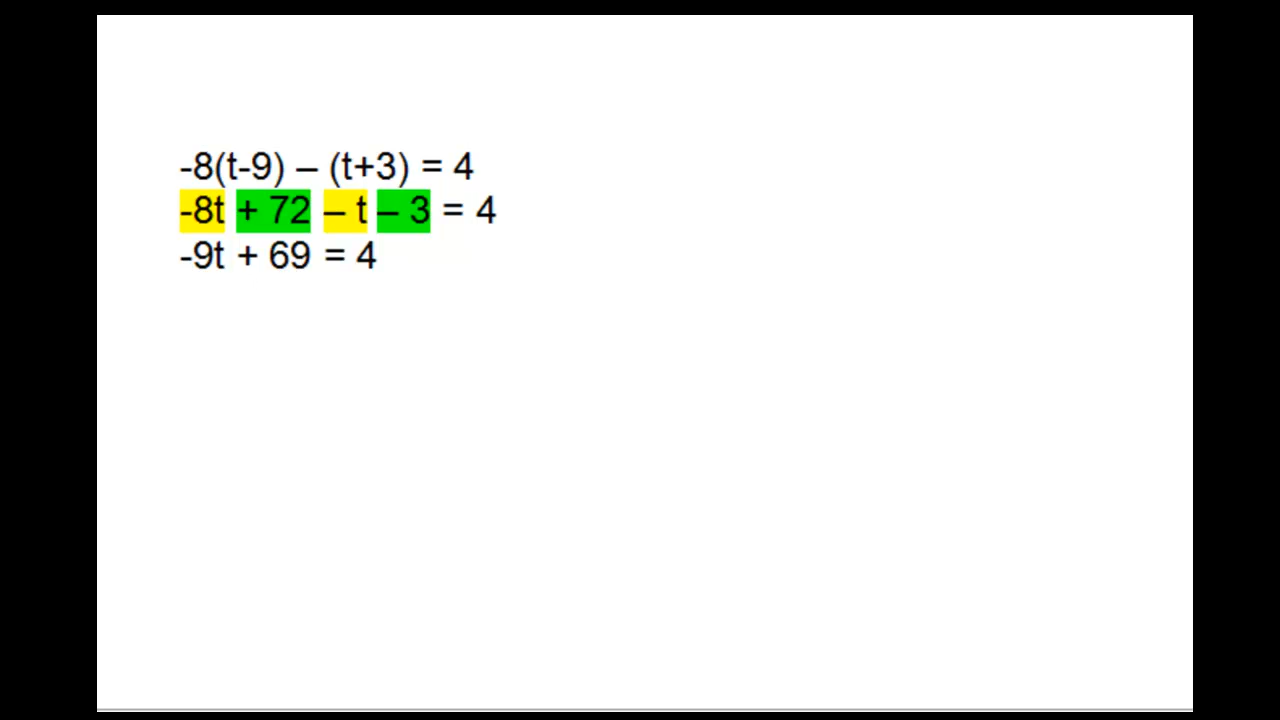 -8(t-9) – (t+3) = 4
-8t + 72 – t – 3 = 4
-9t + 69 = 4